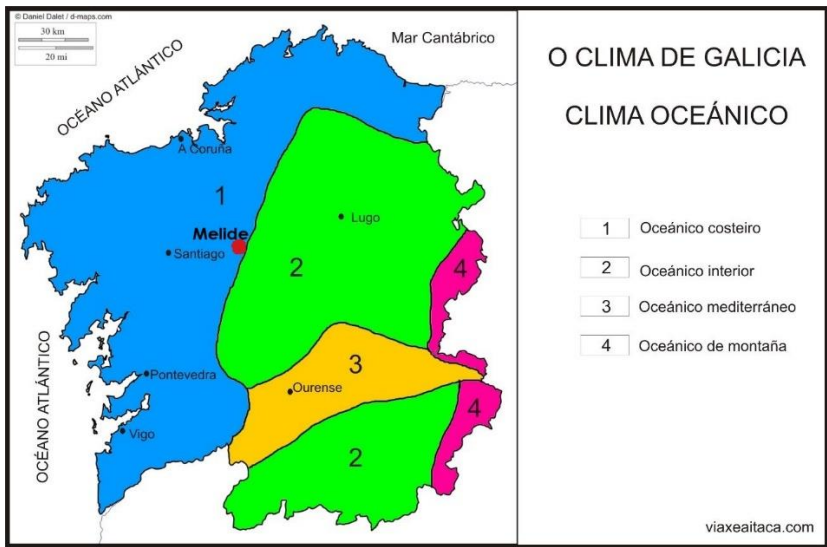 © Daniel Dalet / d-maps.com
30 km
20 mi
OCÉANO ATLÁNTICO
Mar Cantábrico
A Coruña
1
Lugo
Melide
Santiago
2
4
OCÉANO ATLÁNTICO
Pontevedra
3
Ourense
4
Vigo
2
O CLIMA DE GALICIA
CLIMA OCEÁNICO
1 Oceánico costeiro
2 Oceánico interior
3 Oceánico mediterráneo
4 Oceánico de montaña
viaxeaitaca.com